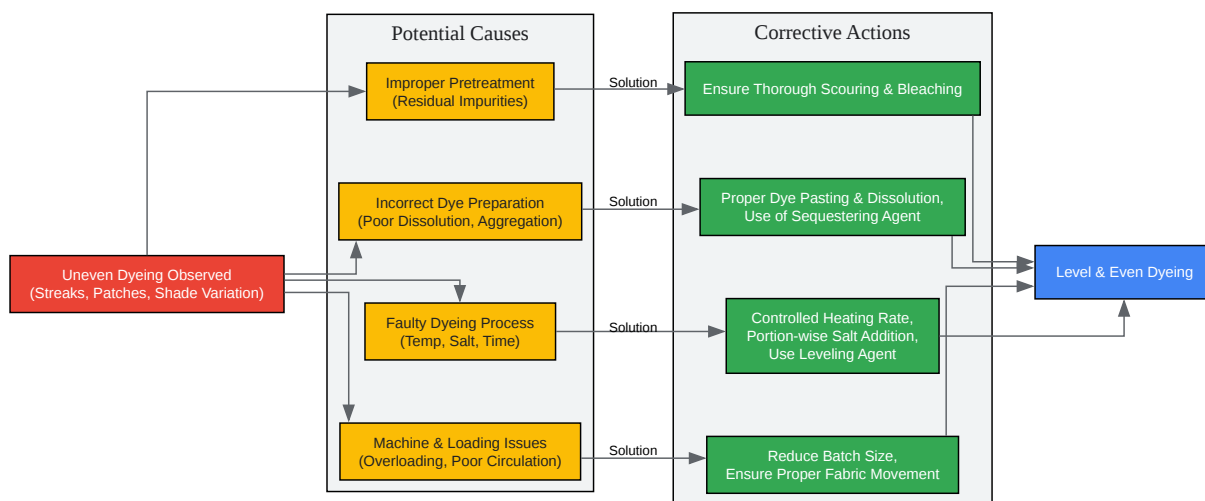 Potential Causes
Corrective Actions
Improper Pretreatment
(Residual Impurities)
Solution
Ensure Thorough Scouring & Bleaching
Incorrect Dye Preparation
(Poor Dissolution, Aggregation)
Solution
Proper Dye Pasting & Dissolution,
Use of Sequestering Agent
Uneven Dyeing Observed
(Streaks, Patches, Shade Variation)
Level & Even Dyeing
Faulty Dyeing Process
(Temp, Salt, Time)
Solution
Controlled Heating Rate,
Portion-wise Salt Addition,
Use Leveling Agent
Machine & Loading Issues
(Overloading, Poor Circulation)
Solution
Reduce Batch Size,
Ensure Proper Fabric Movement